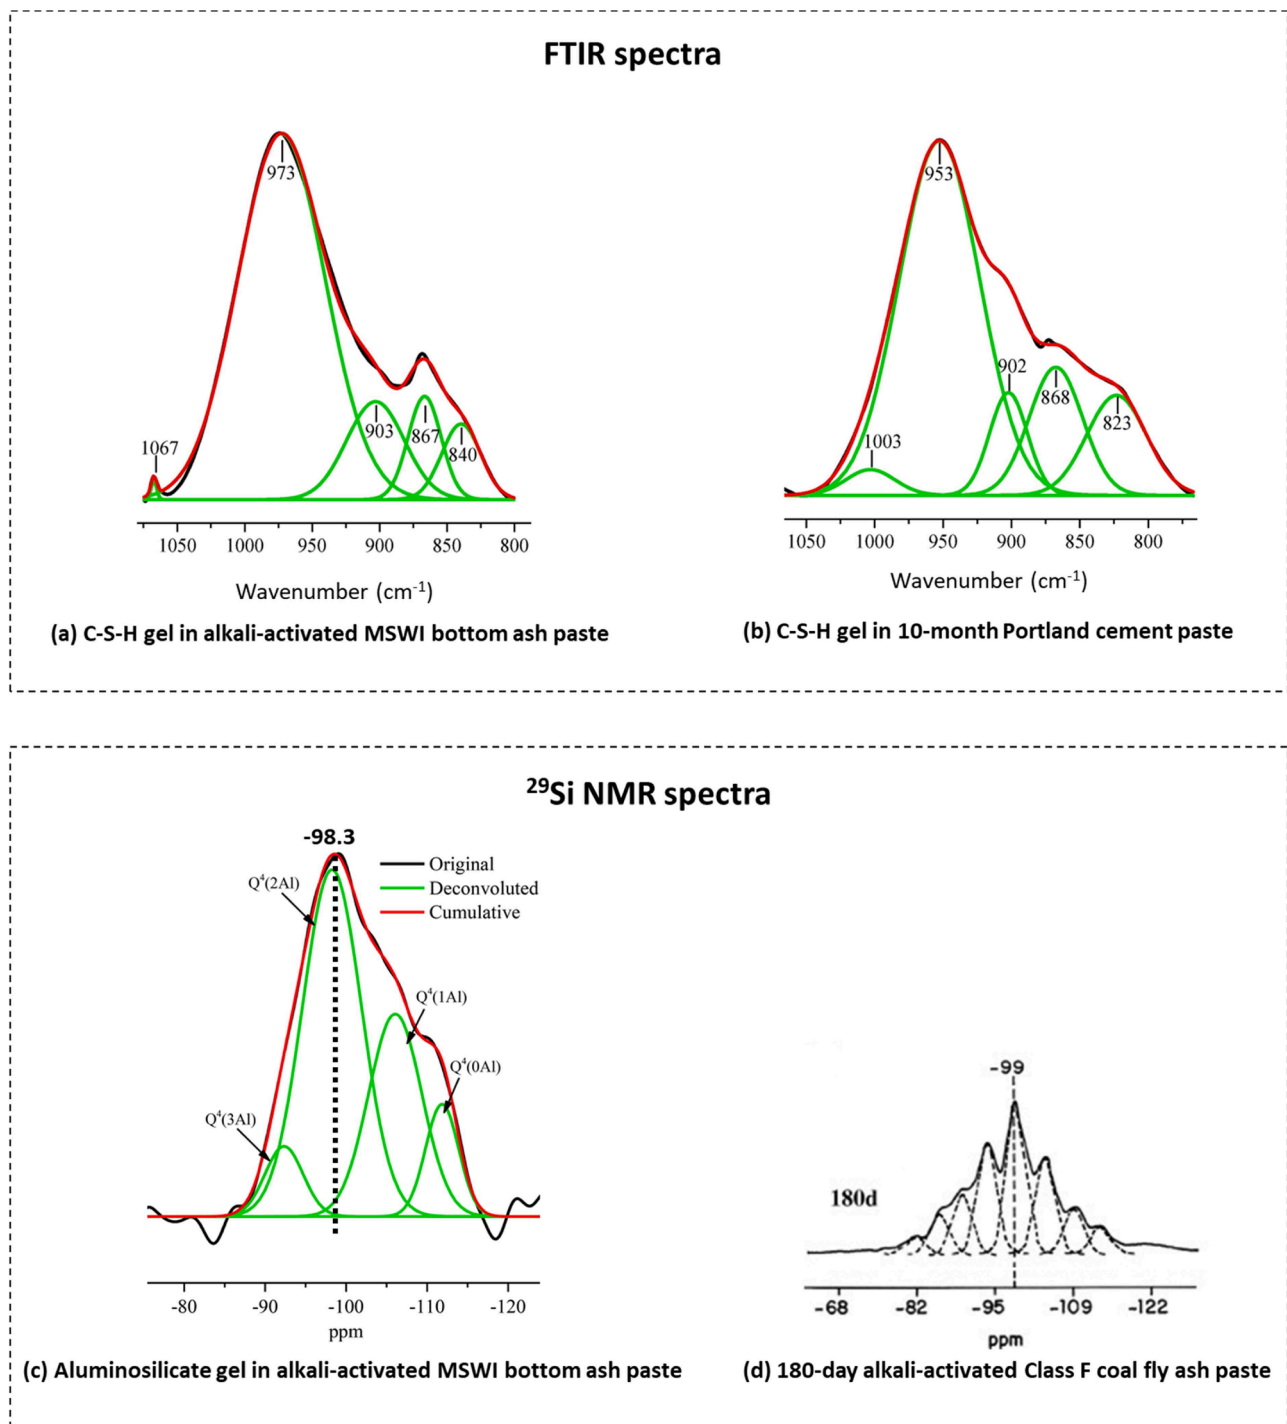 FTIR spectra
973
903
867
840
1067
1050 1000 950 900 850 800
Wavenumber (cm⁻¹)
(a) C-S-H gel in alkali-activated MSWI bottom ash paste
953
902
868
823
1003
1050 1000 950 900 850 800
Wavenumber (cm⁻¹)
(b) C-S-H gel in 10-month Portland cement paste
²⁹Si NMR spectra
-98.3
Original
Deconvoluted
Cumulative
Q⁴(2Al)
Q⁴(1Al)
Q⁴(0Al)
Q⁴(3Al)
-80 -90 -100 -110 -120
ppm
(c) Aluminosilicate gel in alkali-activated MSWI bottom ash paste
-99
180d
-68 -82 -95 -109 -122
ppm
(d) 180-day alkali-activated Class F coal fly ash paste